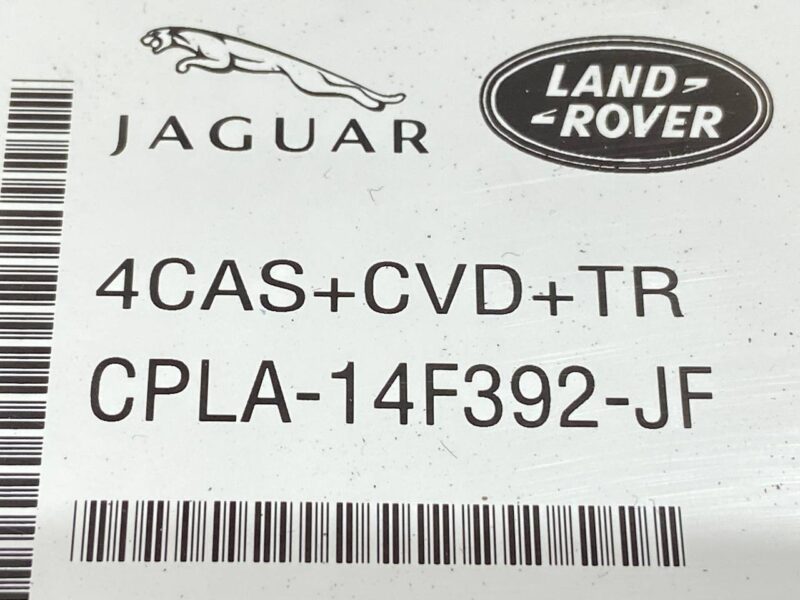 JAGUAR
LAND-
-ROVER
4CAS+CVD+TR
CPLA-14F392-JF